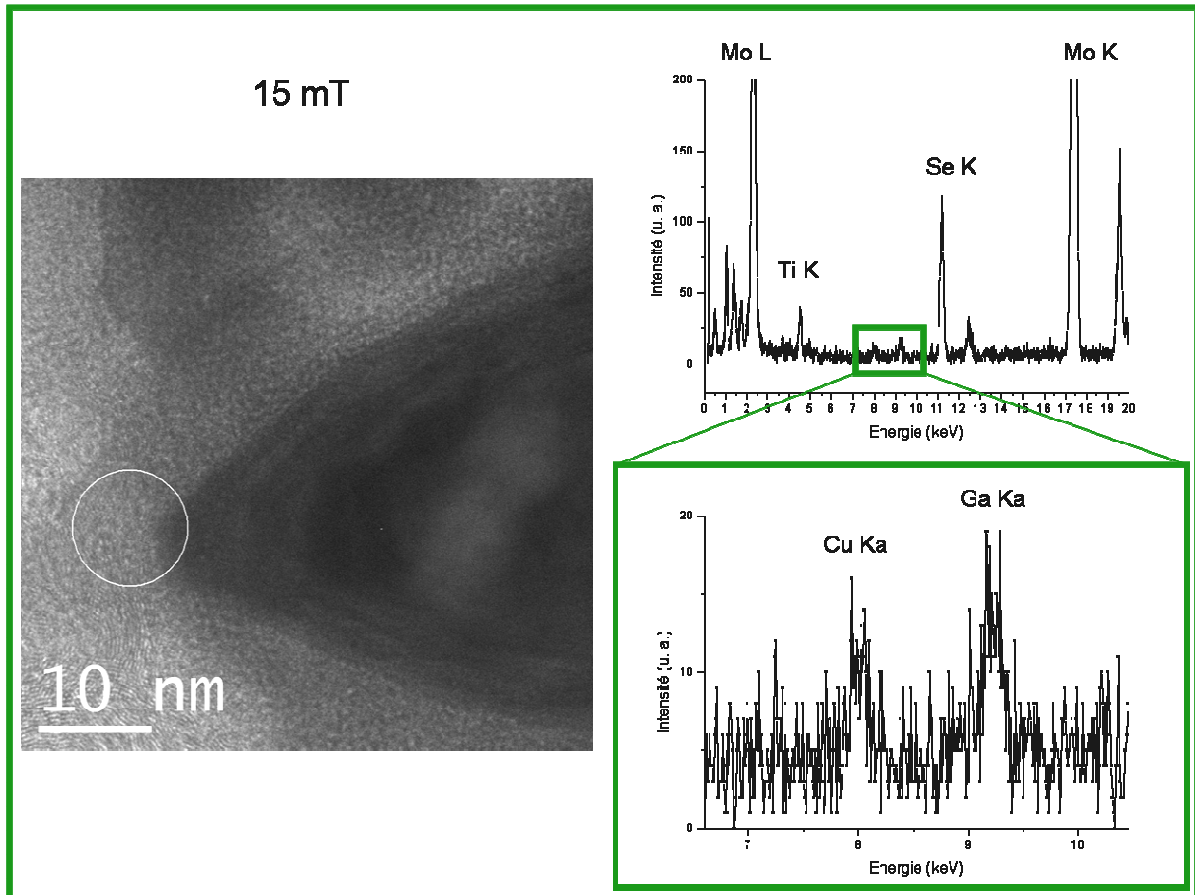 15 mT
10 nm
Mo L
Mo K
Se K
Ti K
200
150
100
50
0
Intensité (u. a.)
0 1 2 3 4 5 6 7 8 9 10 11 12 13 14 15 16 17 18 19 20
Energie (keV)
Ga Ka
Cu Ka
20
10
0
Intensité (u. a.)
7 8 9 10
Energie (keV)